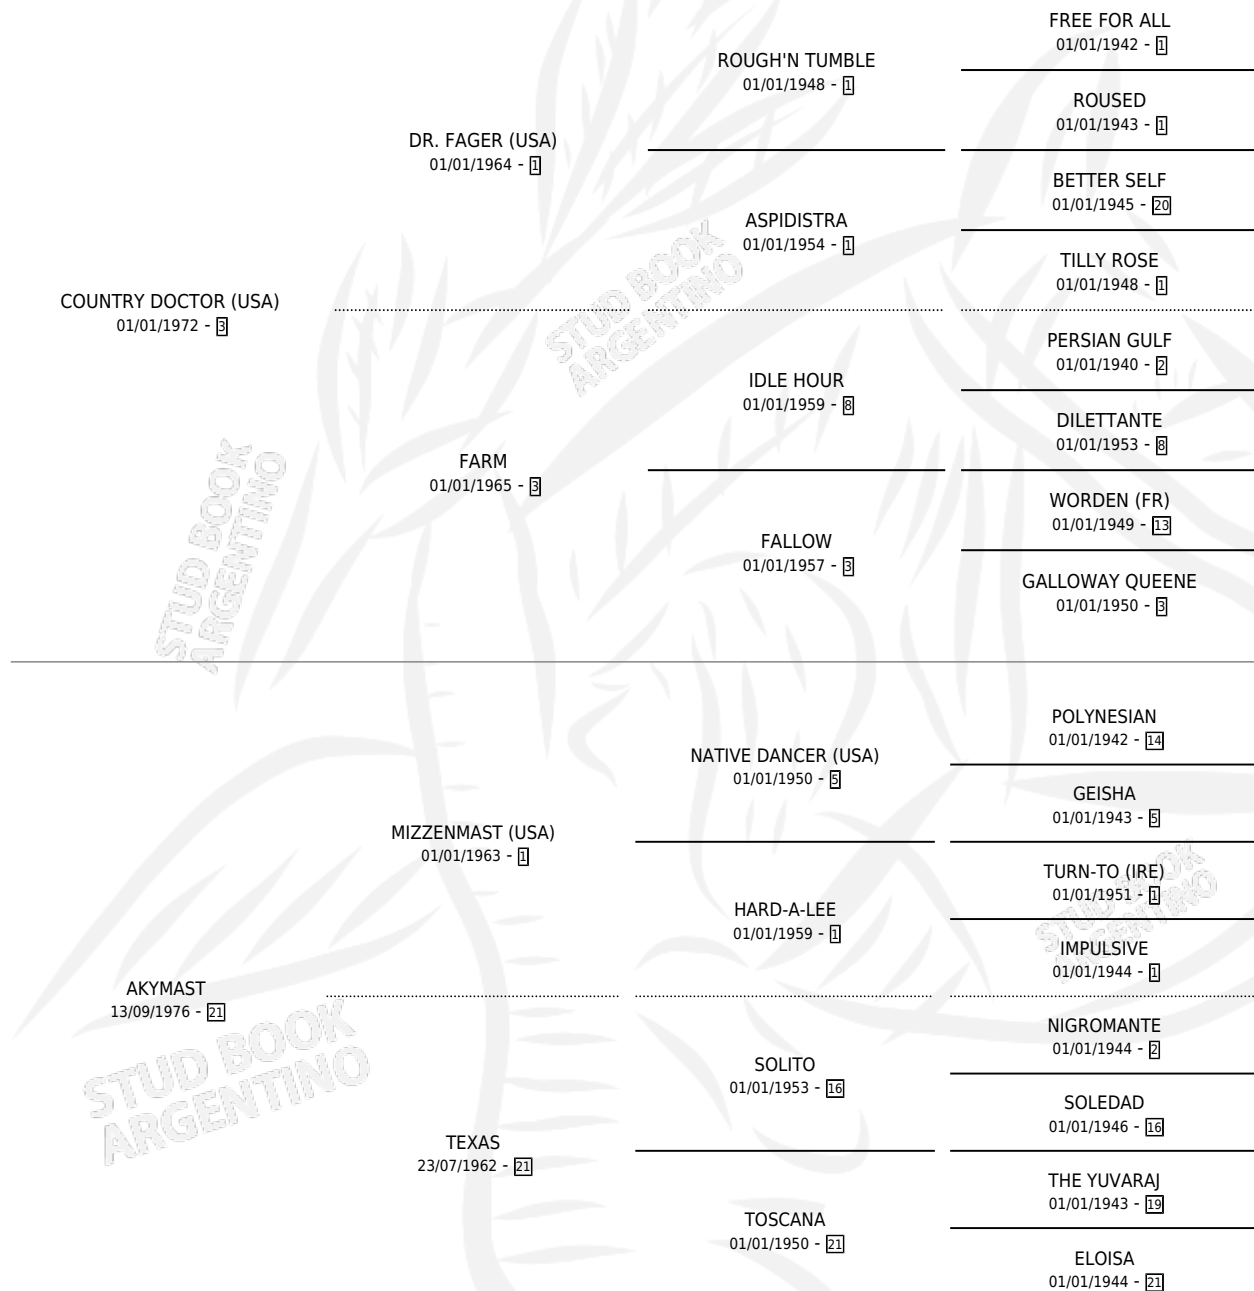 FREE FOR ALL
01/01/1942 - 1
ROUGH'N TUMBLE
01/01/1948 - 1
ROUSED
01/01/1943 - 1
DR. FAGER (USA)
01/01/1964 - 1
BETTER SELF
01/01/1945 - 20
ASPIDISTRA
01/01/1954 - 1
TILLY ROSE
01/01/1948 - 1
COUNTRY DOCTOR (USA)
01/01/1972 - 3
PERSIAN GULF
01/01/1940 - 2
IDLE HOUR
01/01/1959 - 8
DILETTANTE
01/01/1953 - 8
FARM
01/01/1965 - 3
WORDEN (FR)
01/01/1949 - 13
FALLOW
01/01/1957 - 3
GALLOWAY QUEENE
01/01/1950 - 3
POLYNESIAN
01/01/1942 - 14
NATIVE DANCER (USA)
01/01/1950 - 5
GEISHA
01/01/1943 - 5
MIZZENMAST (USA)
01/01/1963 - 1
TURN-TO (IRE)
01/01/1951 - 1
HARD-A-LEE
01/01/1959 - 1
IMPULSIVE
01/01/1944 - 1
AKYMAST
13/09/1976 - 21
NIGROMANTE
01/01/1944 - 2
SOLITO
01/01/1953 - 16
SOLEDAD
01/01/1946 - 16
TEXAS
23/07/1962 - 21
THE YUVARAJ
01/01/1943 - 19
TOSCANA
01/01/1950 - 21
ELOISA
01/01/1944 - 21
STUD BOOK
ARGENTINO
STUD BOOK
ARGENTINO
STUD BOOK
ARGENTINO
STUD BOOK
ARGENTINO